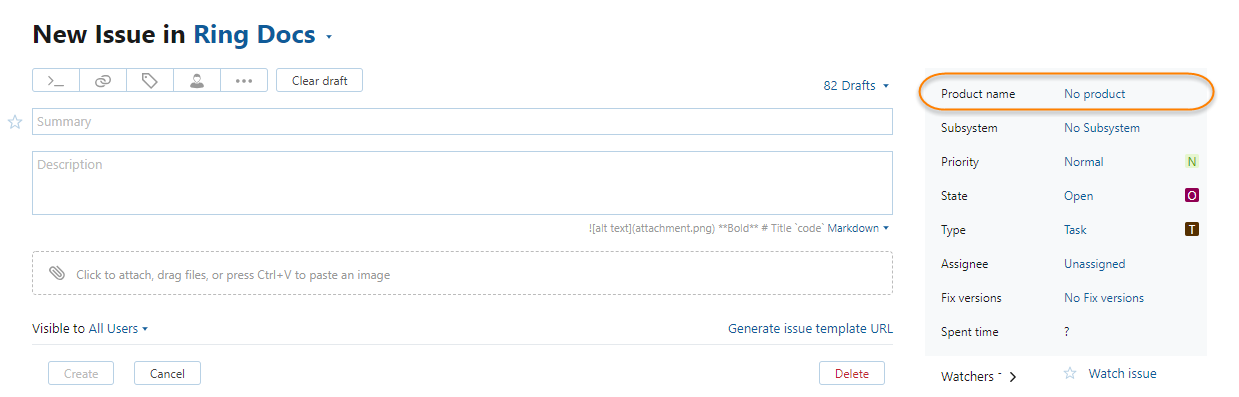 New Issue in Ring Docs
Clear draft
82 Drafts
Summary
Description
![alt text](attachment.png) **Bold** # Title `code` Markdown
Click to attach, drag files, or press Ctrl+V to paste an image
Visible to All Users
Generate issue template URL
Create
Cancel
Delete
Product name No product
Subsystem No Subsystem
Priority Normal N
State Open O
Type Task T
Assignee Unassigned
Fix versions No Fix versions
Spent time ?
Watchers Watch issue